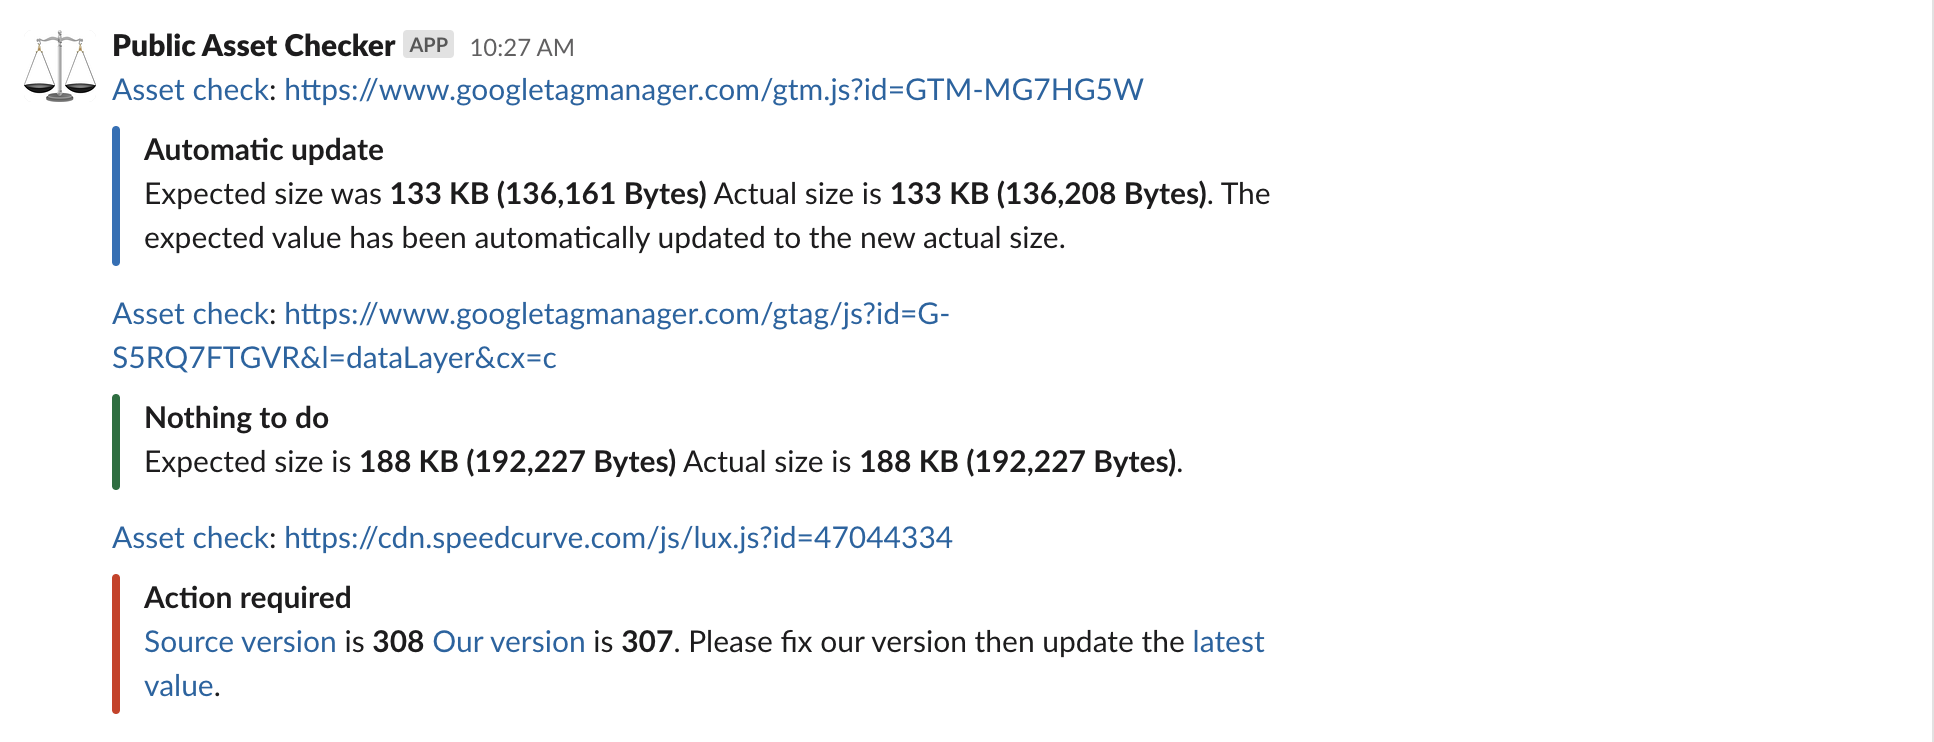 Public Asset Checker APP 10:27 AM
Asset check: https://www.googletagmanager.com/gtm.js?id=GTM-MG7HG5W
Automatic update
Expected size was 133 KB (136,161 Bytes) Actual size is 133 KB (136,208 Bytes). The
expected value has been automatically updated to the new actual size.
Asset check: https://www.googletagmanager.com/gtag/js?id=G-
S5RQ7FTGVR&l=dataLayer&cx=c
Nothing to do
Expected size is 188 KB (192,227 Bytes) Actual size is 188 KB (192,227 Bytes).
Asset check: https://cdn.speedcurve.com/js/lux.js?id=47044334
Action required
Source version is 308 Our version is 307. Please fix our version then update the latest
value.